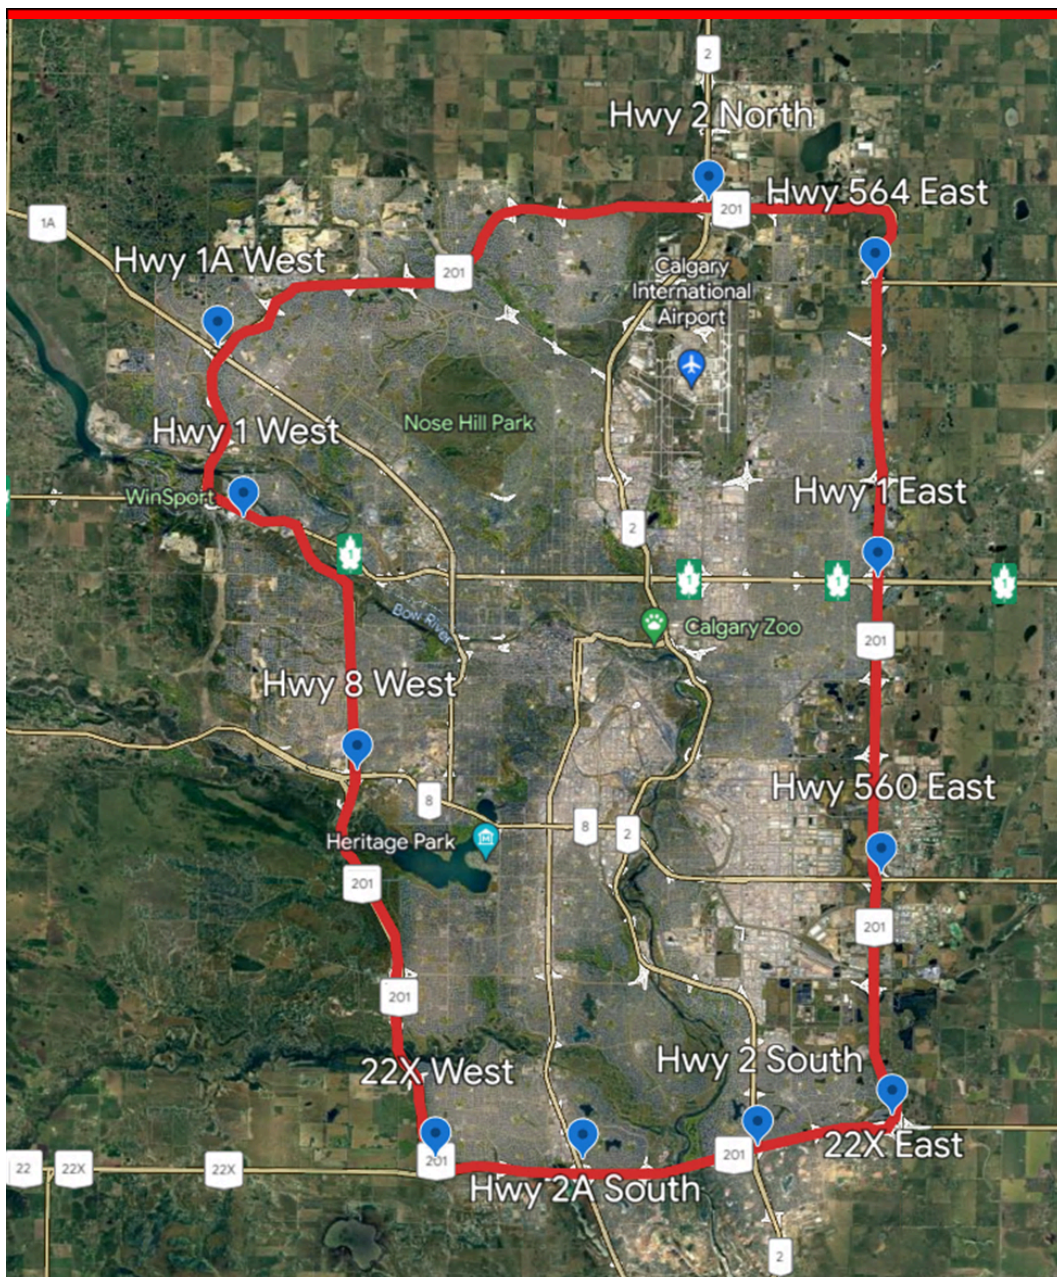 2
Hwy 2 North
Hwy 564 East
201
1A
Hwy 1A West
201
Calgary
International
Airport
Nose Hill Park
Hwy 1 West
WinSport
Hwy 1 East
2
1
1
1
1
Bow River
Calgary Zoo
201
Hwy 8 West
Hwy 560 East
8
8
2
Heritage Park
201
201
201
22X West
Hwy 2 South
22X East
201
201
22
22X
22X
Hwy 2A South
2